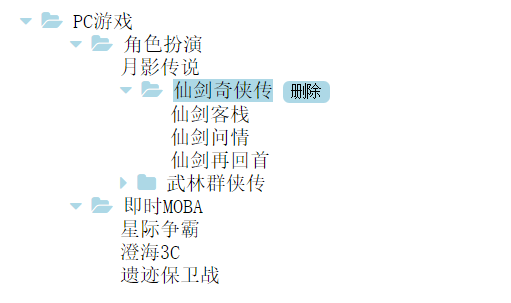 PC游戏
角色扮演
月影传说
仙剑奇侠传 删除
仙剑客栈
仙剑问情
仙剑再回首
武林群侠传
即时MOBA
星际争霸
澄海3C
遗迹保卫战